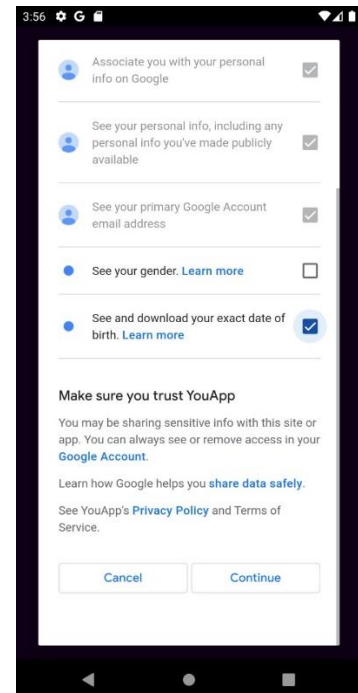 3:56 G
Associate you with your personal
info on Google
See your personal info, including any
personal info you've made publicly
available
See your primary Google Account
email address
See your gender. Learn more
See and download your exact date of
birth. Learn more
Make sure you trust YouApp
You may be sharing sensitive info with this site or
app. You can always see or remove access in your
Google Account.
Learn how Google helps you share data safely.
See YouApp's Privacy Policy and Terms of
Service.
Cancel Continue